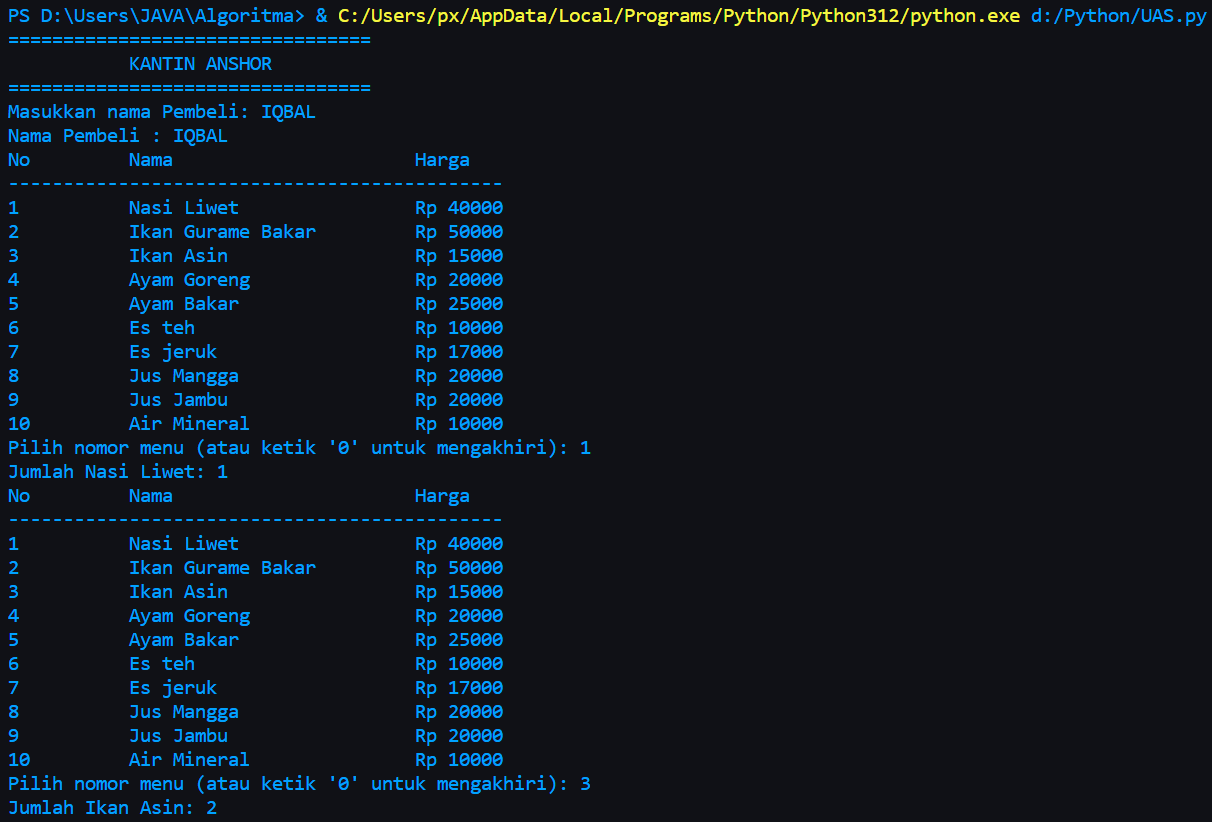 PS D:\Users\JAVA\Algoritma> & C:/Users/px/AppData/Local/Programs/Python/Python312/python.exe d:/Python/UAS.py
=================================
           KANTIN ANSHOR
=================================
Masukkan nama Pembeli: IQBAL
Nama Pembeli : IQBAL
No         Nama                      Harga
---------------------------------------------
1          Nasi Liwet                Rp 40000
2          Ikan Gurame Bakar         Rp 50000
3          Ikan Asin                 Rp 15000
4          Ayam Goreng               Rp 20000
5          Ayam Bakar                Rp 25000
6          Es teh                    Rp 10000
7          Es jeruk                  Rp 17000
8          Jus Mangga                Rp 20000
9          Jus Jambu                 Rp 20000
10         Air Mineral               Rp 10000
Pilih nomor menu (atau ketik '0' untuk mengakhiri): 1
Jumlah Nasi Liwet: 1
No         Nama                      Harga
---------------------------------------------
1          Nasi Liwet                Rp 40000
2          Ikan Gurame Bakar         Rp 50000
3          Ikan Asin                 Rp 15000
4          Ayam Goreng               Rp 20000
5          Ayam Bakar                Rp 25000
6          Es teh                    Rp 10000
7          Es jeruk                  Rp 17000
8          Jus Mangga                Rp 20000
9          Jus Jambu                 Rp 20000
10         Air Mineral               Rp 10000
Pilih nomor menu (atau ketik '0' untuk mengakhiri): 3
Jumlah Ikan Asin: 2